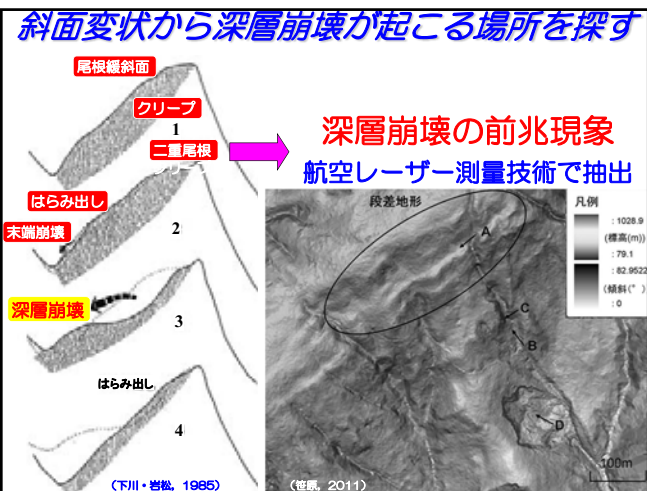 斜面変状から深層崩壊が起こる場所を探す
尾根緩斜面
クリープ
1
二重尾根
クリープ
はらみ出し
末端崩壊
2
深層崩壊
3
はらみ出し
4
(下川・岩松, 1985)
深層崩壊の前兆現象
航空レーザー測量技術で抽出
段差地形
A
C
B
D
凡例
: 1028.9
(標高(m))
: 79.1
: 82.9522
(傾斜(°)
: 0
100m
(笹原, 2011)